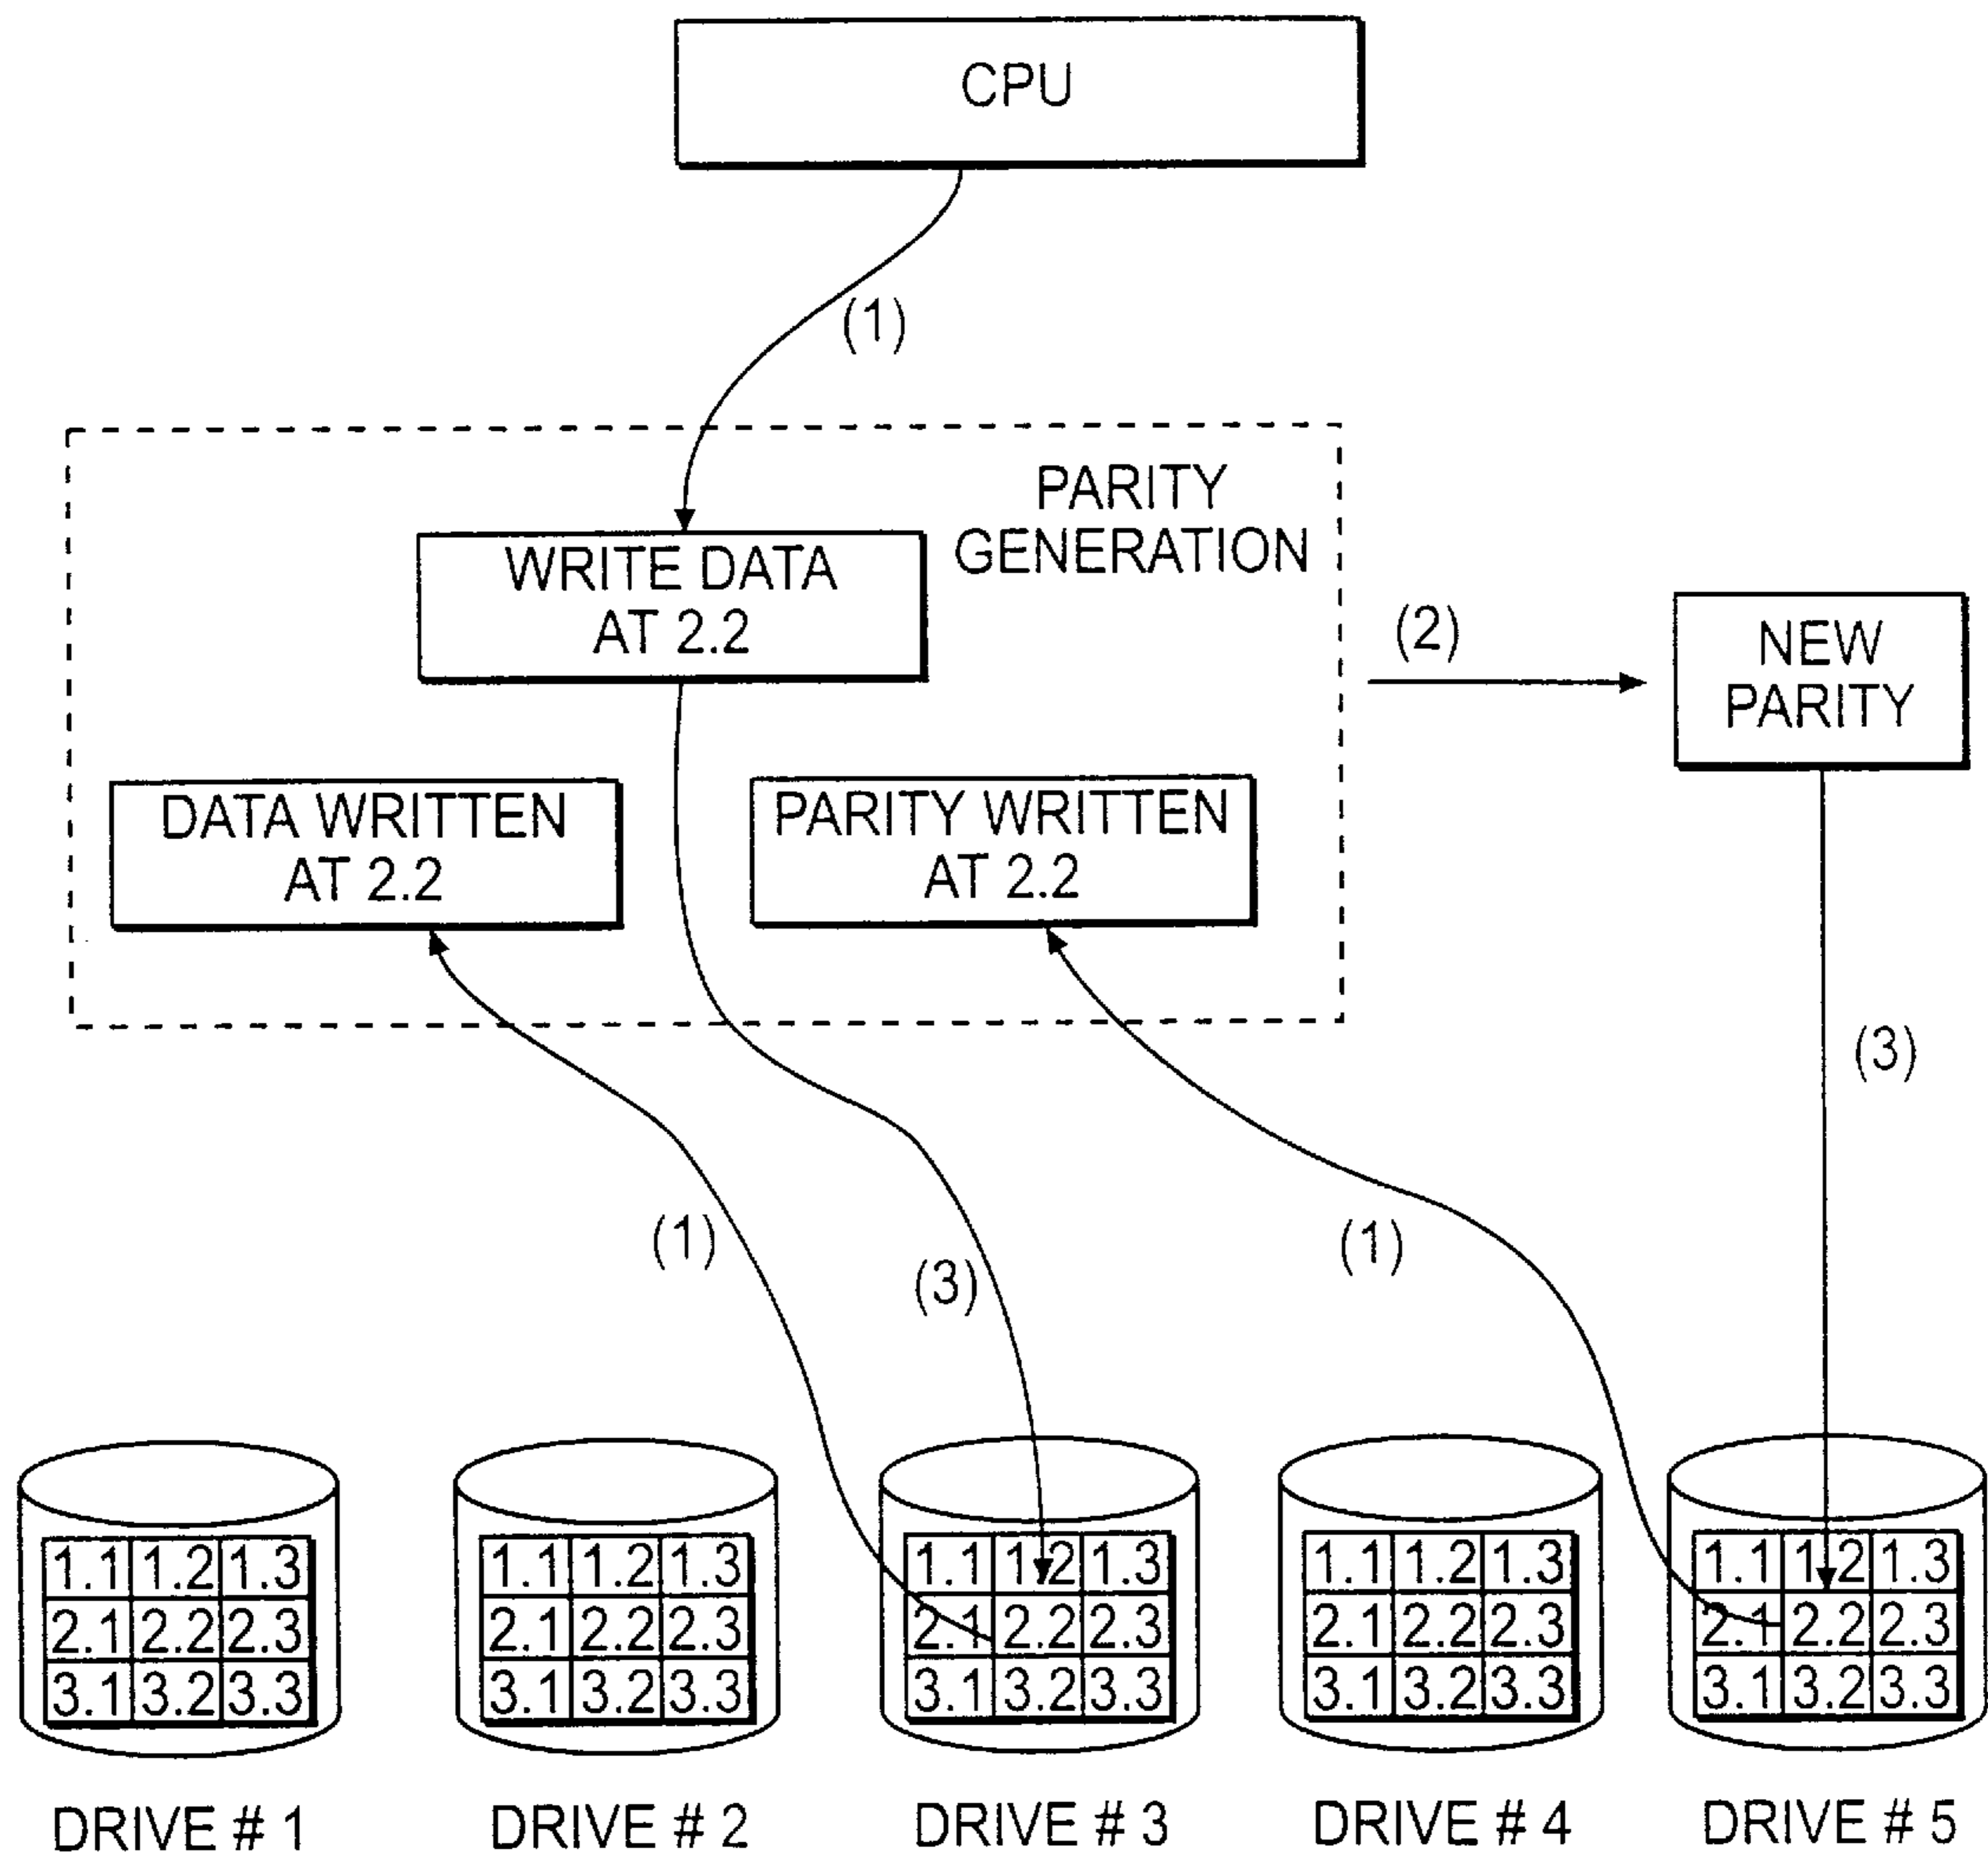 CPU
(1)
PARITY
GENERATION
WRITE DATA
AT 2.2
(2)
NEW
PARITY
DATA WRITTEN
AT 2.2
PARITY WRITTEN
AT 2.2
(3)
(1)
(3)
(1)
1.1 1.2 1.3
2.1 2.2 2.3
3.1 3.2 3.3
DRIVE # 1
1.1 1.2 1.3
2.1 2.2 2.3
3.1 3.2 3.3
DRIVE # 2
1.1 1.2 1.3
2.1 2.2 2.3
3.1 3.2 3.3
DRIVE # 3
1.1 1.2 1.3
2.1 2.2 2.3
3.1 3.2 3.3
DRIVE # 4
1.1 1.2 1.3
2.1 2.2 2.3
3.1 3.2 3.3
DRIVE # 5